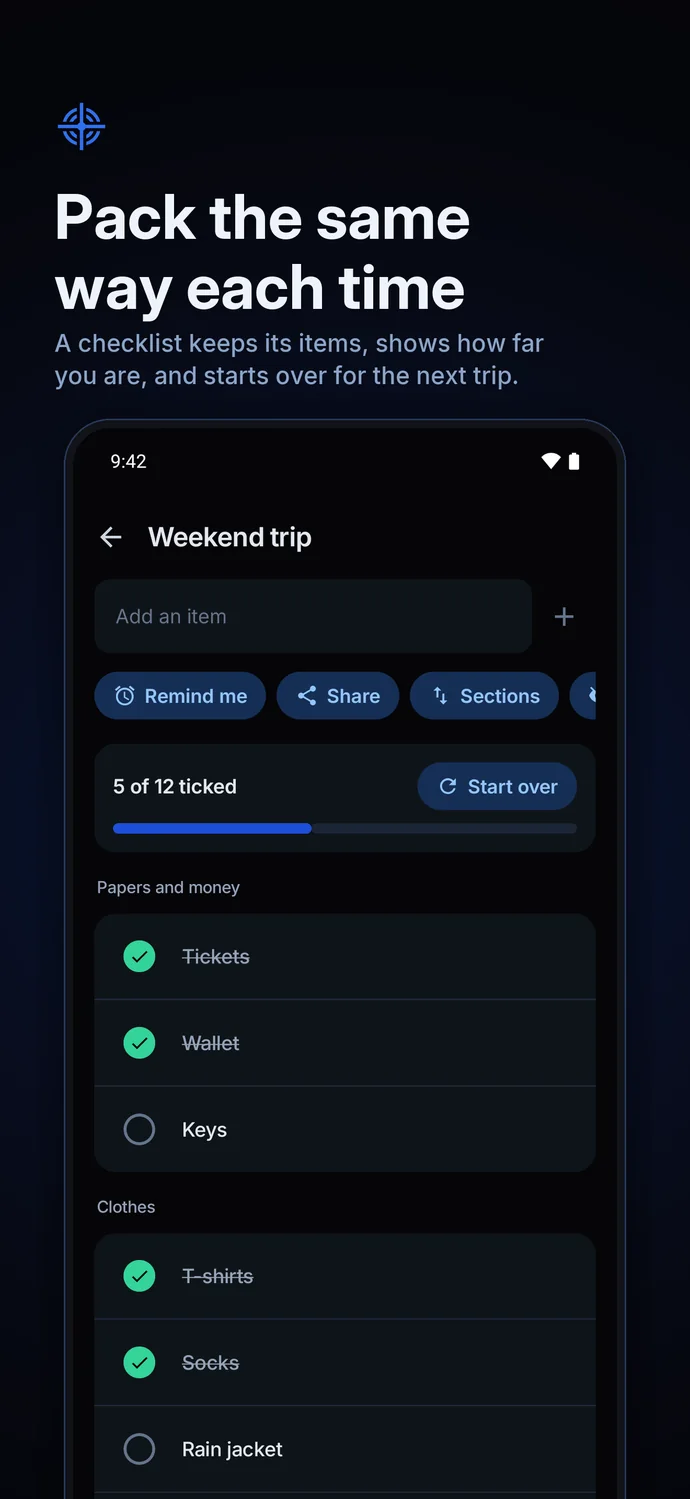 Pack the same
way each time
A checklist keeps its items, shows how far
you are, and starts over for the next trip.
9:42
Weekend trip
Add an item
Remind me
Share
Sections
5 of 12 ticked
Start over
Papers and money
Tickets
Wallet
Keys
Clothes
T-shirts
Socks
Rain jacket